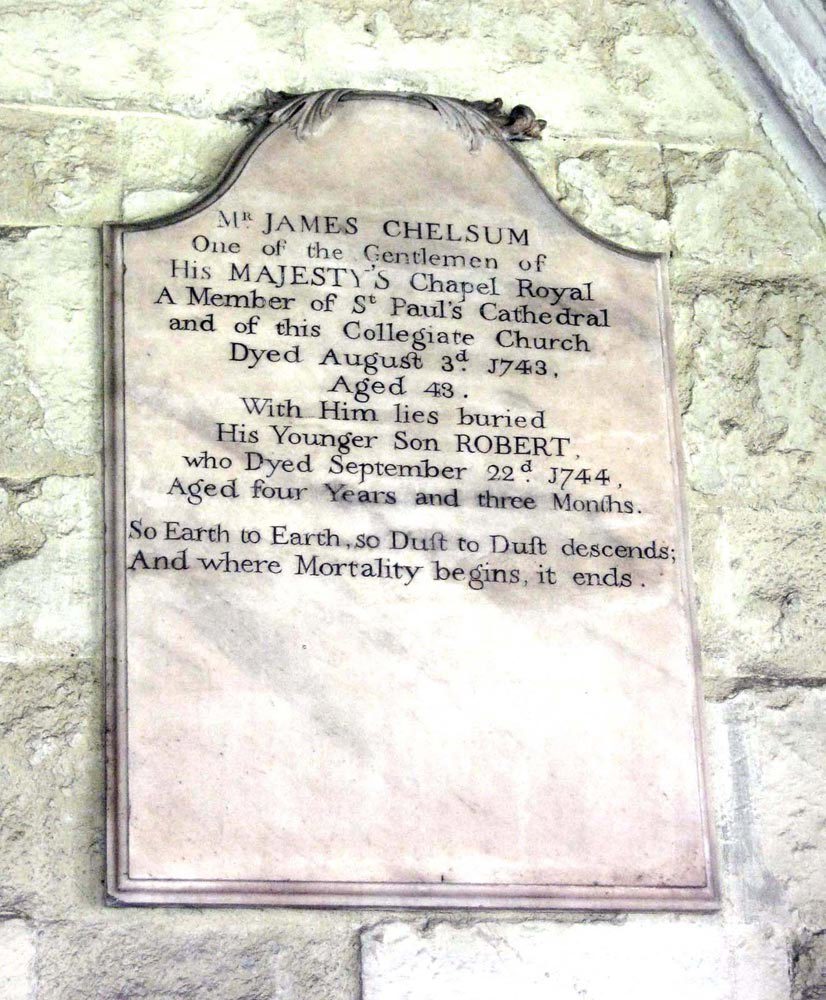 Mʳ JAMES CHELSUM
One of the Gentlemen of
His MAJESTY'S Chapel Royal
A Member of Sᵗ Paul's Cathedral
and of this Collegiate Church
Dyed Auguſt 3ᵈ. 1743,
Aged 43.
With Him lies buried
His Younger Son ROBERT,
who Dyed September 22ᵈ. 1744,
Aged four Years and three Months.
So Earth to Earth, so Duſt to Duſt descends;
And where Mortality begins, it ends.